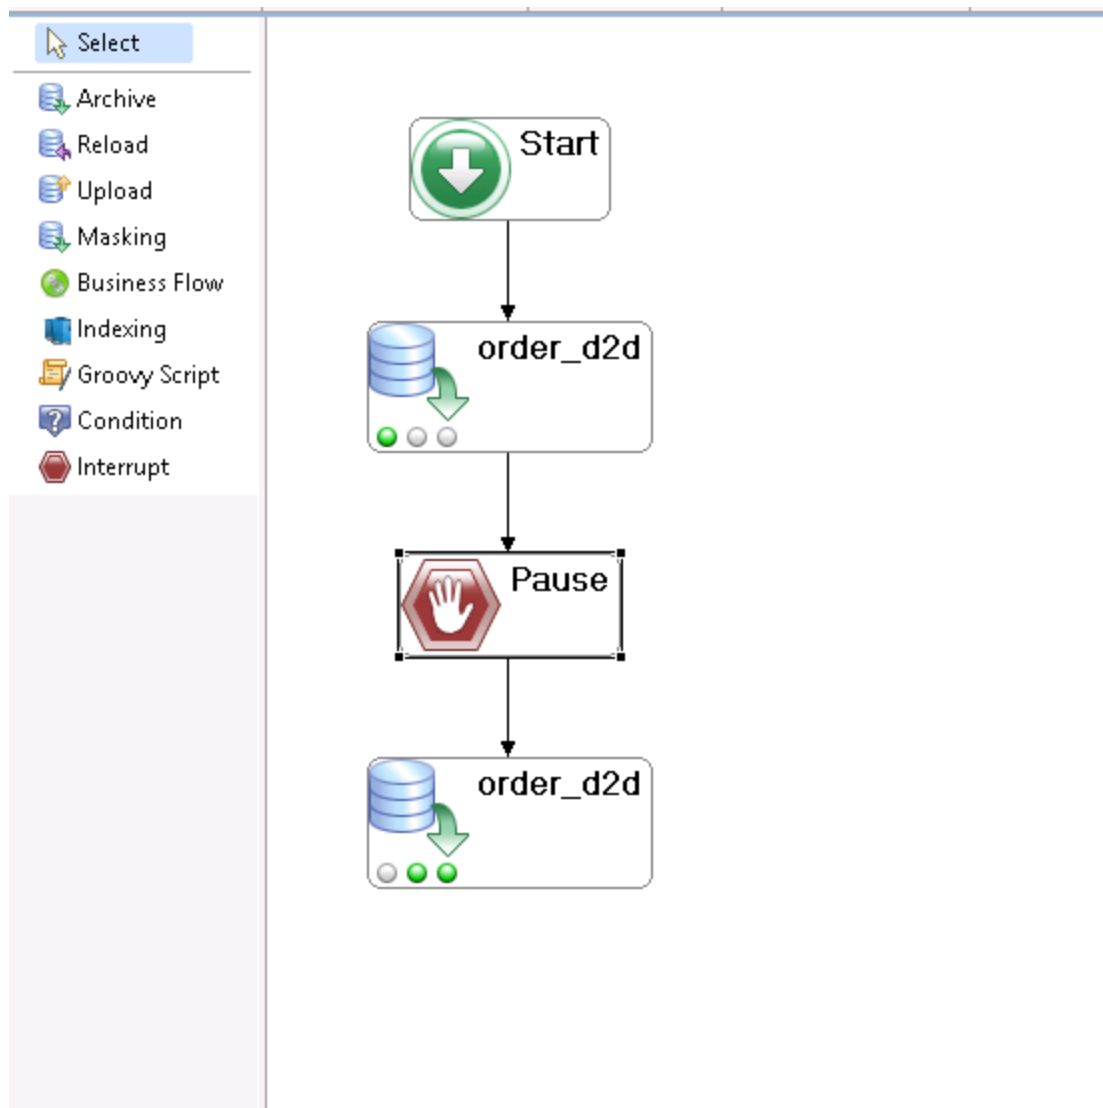 Select
Archive
Reload
Upload
Masking
Business Flow
Indexing
Groovy Script
Condition
Interrupt
Start
order_d2d
Pause
order_d2d